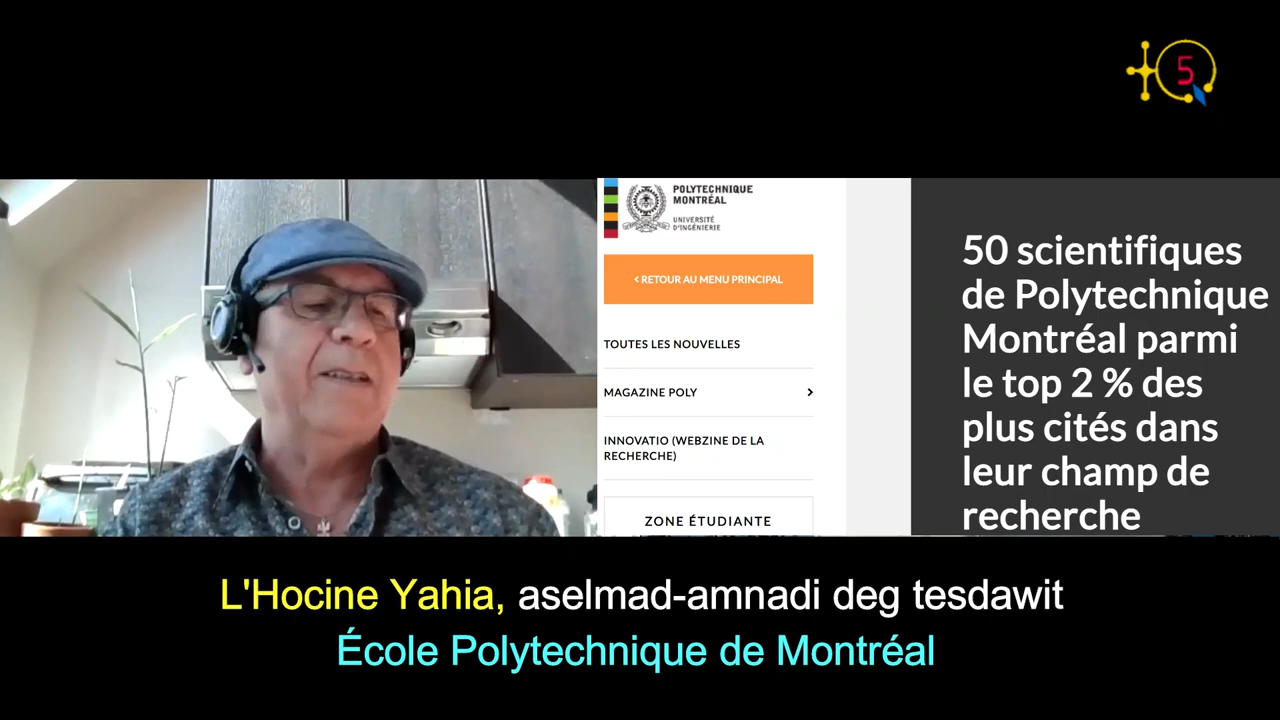 5
POLYTECHNIQUE
MONTRÉAL
UNIVERSITÉ
D'INGÉNIERIE
< RETOUR AU MENU PRINCIPAL
TOUTES LES NOUVELLES
MAGAZINE POLY
INNOVATIO (WEBZINE DE LA
RECHERCHE)
ZONE ÉTUDIANTE
50 scientifiques
de Polytechnique
Montréal parmi
le top 2 % des
plus cités dans
leur champ de
recherche
L'Hocine Yahia, aselmad-amnadi deg tesdawit
École Polytechnique de Montréal